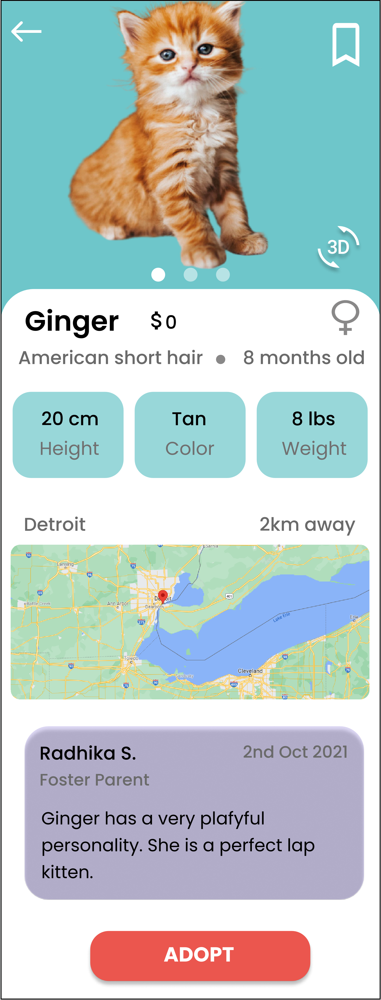 3D
Ginger $0
American short hair ● 8 months old
20 cm Tan 8 lbs
Height Color Weight
Detroit 2km away
Sarnia
96
Lansing
75
96
69
401
Detroit
Battle Creek
Ann Arbor
Dearborn
Lake Erie
Erie
275
Toledo
90
90
Cleveland
79
Sandusky
75
90
480
80
Radhika S. 2nd Oct 2021
Foster Parent
Ginger has a very plafyful
personality. She is a perfect lap
kitten.
ADOPT